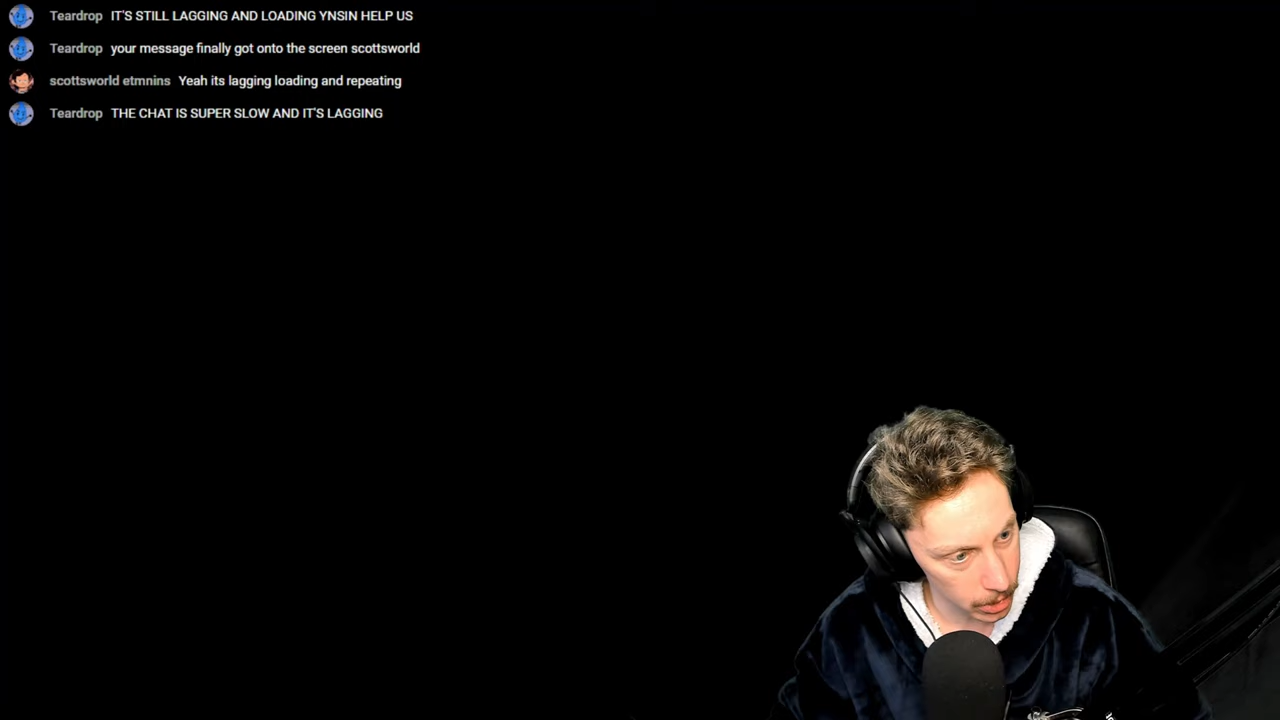 Teardrop IT'S STILL LAGGING AND LOADING YNSIN HELP US
Teardrop your message finally got onto the screen scottsworld
scottsworld etmnins Yeah its lagging loading and repeating
Teardrop THE CHAT IS SUPER SLOW AND IT'S LAGGING